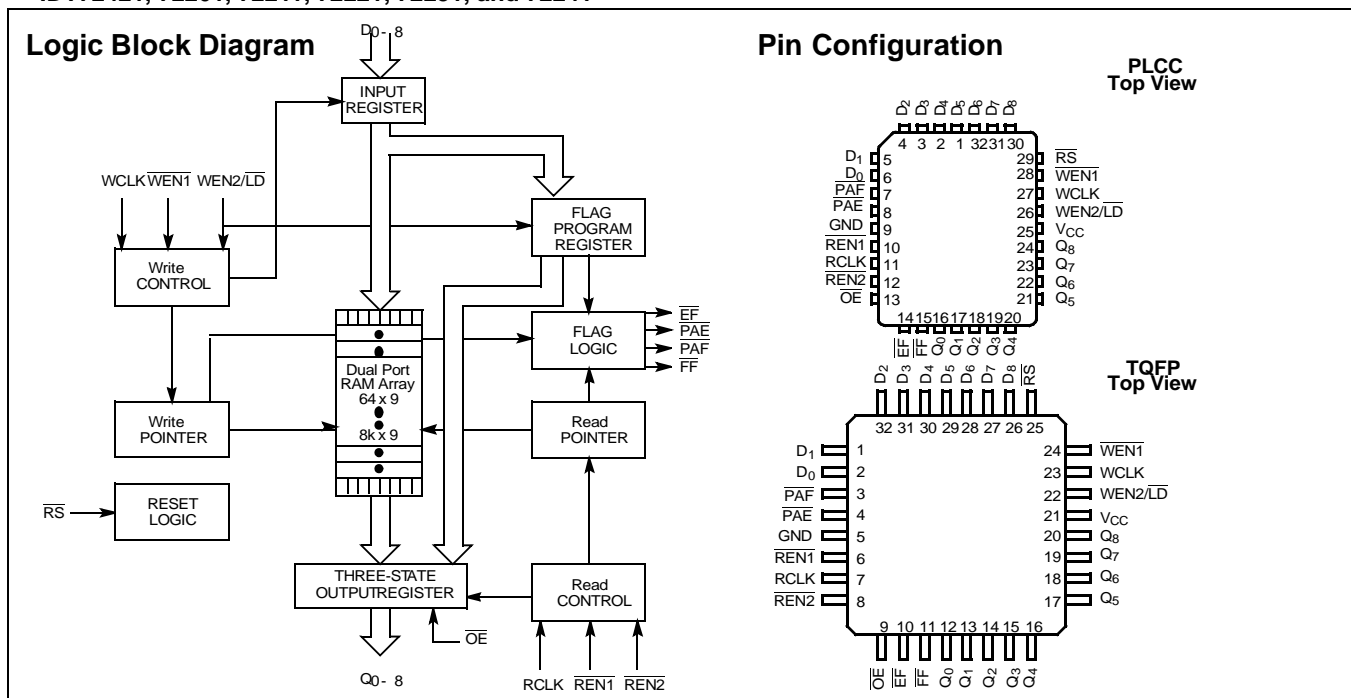 Logic Block Diagram
D0-8
INPUT
REGISTER
WCLK WEN1 WEN2/LD
FLAG
PROGRAM
REGISTER
Write
CONTROL
FLAG
LOGIC
EF
PAE
PAF
FF
Dual Port
RAM Array
64 x 9
8k x 9
Write
POINTER
Read
POINTER
RS
RESET
LOGIC
THREE-STATE
OUTPUTREGISTER
Read
CONTROL
OE
Q0-8
RCLK REN1 REN2
Pin Configuration
PLCC
Top View
D2 D3 D4 D5 D6 D7 D8
4 3 2 1 32 31 30
D1 5
D0 6
PAF 7
PAE 8
GND 9
REN1 10
RCLK 11
REN2 12
OE 13
29 RS
28 WEN1
27 WCLK
26 WEN2/LD
25 VCC
24 Q8
23 Q7
22 Q6
21 Q5
14 15 16 17 18 19 20
EF FF Q0 Q1 Q2 Q3 Q4
TQFP
Top View
D2 D3 D4 D5 D6 D7 D8 RS
32 31 30 29 28 27 26 25
D1 1
D0 2
PAF 3
PAE 4
GND 5
REN1 6
RCLK 7
REN2 8
24 WEN1
23 WCLK
22 WEN2/LD
21 VCC
20 Q8
19 Q7
18 Q6
17 Q5
9 10 11 12 13 14 15 16
OE EF FF Q0 Q1 Q2 Q3 Q4